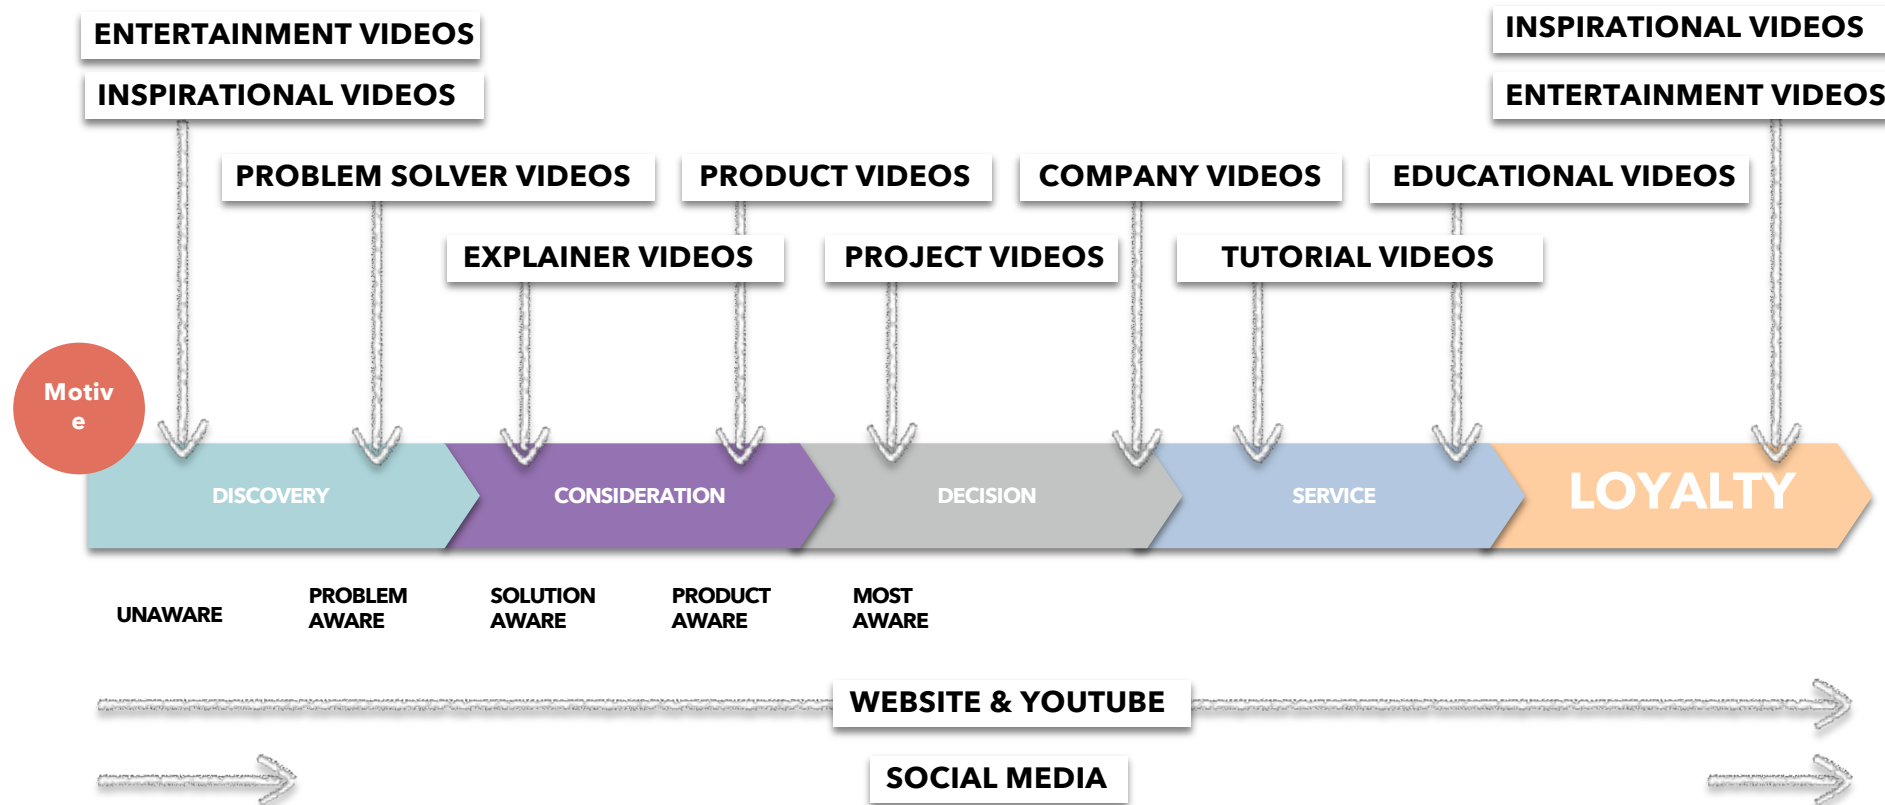 ENTERTAINMENT VIDEOS
INSPIRATIONAL VIDEOS
INSPIRATIONAL VIDEOS
ENTERTAINMENT VIDEOS
PROBLEM SOLVER VIDEOS
PRODUCT VIDEOS
COMPANY VIDEOS
EDUCATIONAL VIDEOS
EXPLAINER VIDEOS
PROJECT VIDEOS
TUTORIAL VIDEOS
Motiv
e
DISCOVERY
CONSIDERATION
DECISION
SERVICE
LOYALTY
UNAWARE
PROBLEM
AWARE
SOLUTION
AWARE
PRODUCT
AWARE
MOST
AWARE
WEBSITE & YOUTUBE
SOCIAL MEDIA